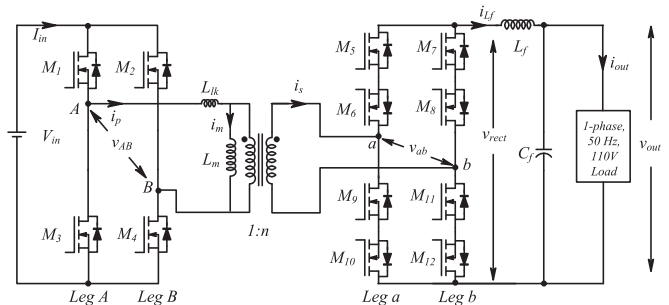 I_in
M_1
M_2
M_3
M_4
V_in
A
B
i_p
v_AB
L_lk
i_m
L_m
1:n
i_s
Leg A
Leg B
M_5
M_6
M_7
M_8
M_9
M_10
M_11
M_12
a
b
v_ab
Leg a
Leg b
i_Lf
L_f
v_rect
C_f
i_out
1-phase,
50 Hz,
110V
Load
v_out